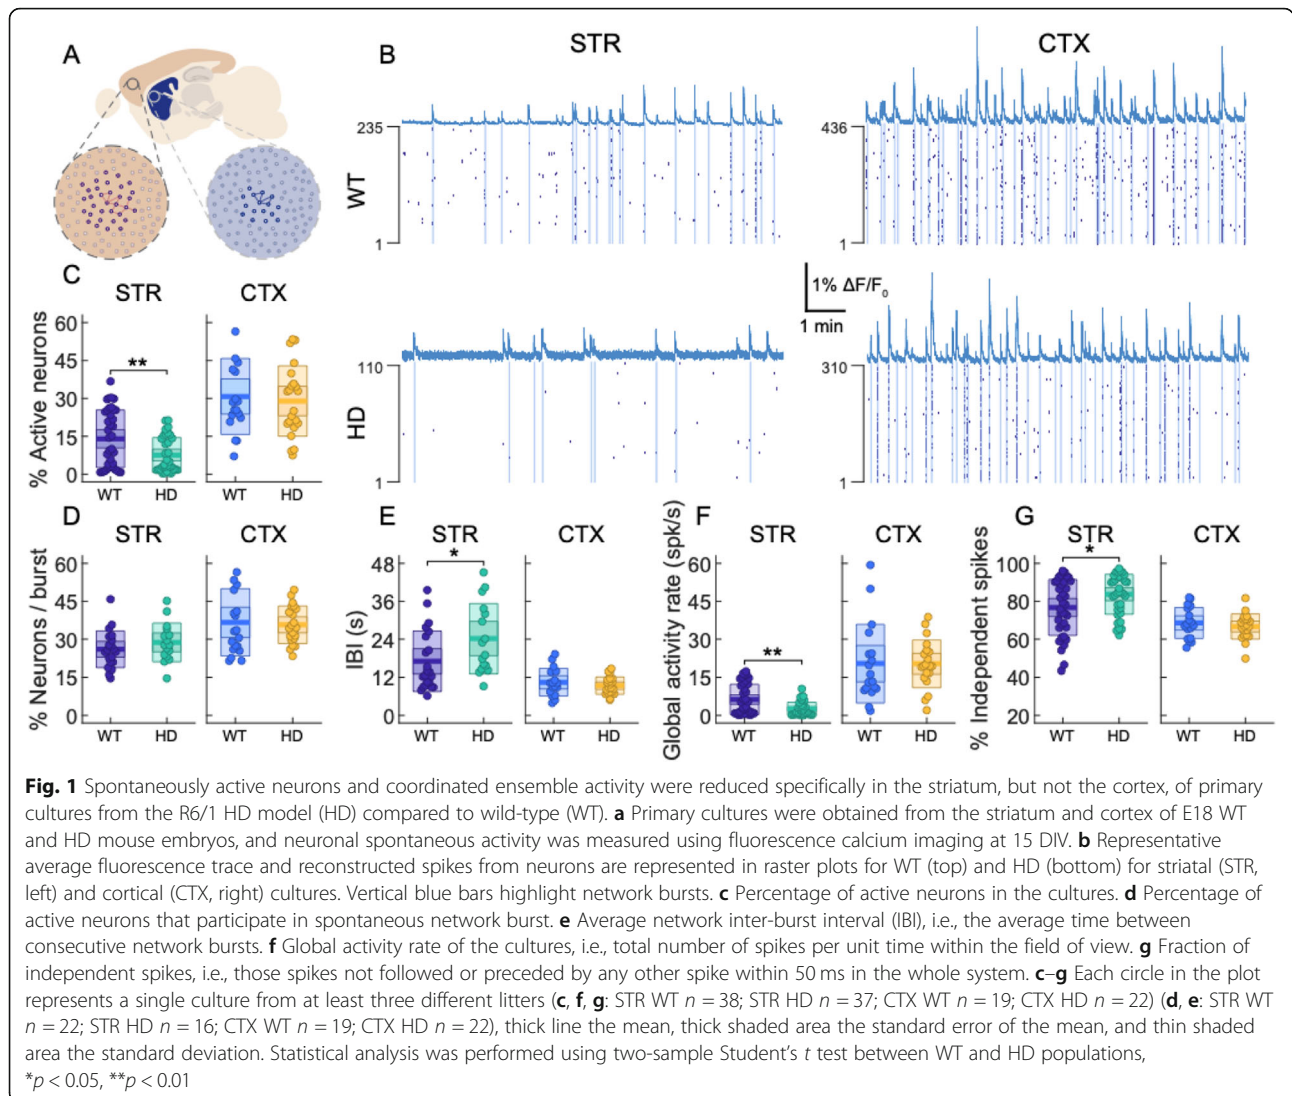 A
B
STR
CTX
WT
235
1
436
1
1% ΔF/F₀
1 min
HD
110
1
310
1
C
STR
CTX
% Active neurons
60
45
30
15
0
**
WT
HD
WT
HD
D
STR
CTX
% Neurons / burst
60
45
30
15
0
WT
HD
WT
HD
E
STR
CTX
IBI (s)
48
36
24
12
0
*
WT
HD
WT
HD
F
STR
CTX
Global activity rate (spk/s)
60
45
30
15
0
**
WT
HD
WT
HD
G
STR
CTX
% Independent spikes
100
80
60
40
20
*
WT
HD
WT
HD
Fig. 1 Spontaneously active neurons and coordinated ensemble activity were reduced specifically in the striatum, but not the cortex, of primary
cultures from the R6/1 HD model (HD) compared to wild-type (WT). a Primary cultures were obtained from the striatum and cortex of E18 WT
and HD mouse embryos, and neuronal spontaneous activity was measured using fluorescence calcium imaging at 15 DIV. b Representative
average fluorescence trace and reconstructed spikes from neurons are represented in raster plots for WT (top) and HD (bottom) for striatal (STR,
left) and cortical (CTX, right) cultures. Vertical blue bars highlight network bursts. c Percentage of active neurons in the cultures. d Percentage of
active neurons that participate in spontaneous network burst. e Average network inter-burst interval (IBI), i.e., the average time between
consecutive network bursts. f Global activity rate of the cultures, i.e., total number of spikes per unit time within the field of view. g Fraction of
independent spikes, i.e., those spikes not followed or preceded by any other spike within 50 ms in the whole system. c–g Each circle in the plot
represents a single culture from at least three different litters (c, f, g: STR WT n = 38; STR HD n = 37; CTX WT n = 19; CTX HD n = 22) (d, e: STR WT
n = 22; STR HD n = 16; CTX WT n = 19; CTX HD n = 22), thick line the mean, thick shaded area the standard error of the mean, and thin shaded
area the standard deviation. Statistical analysis was performed using two-sample Student's t test between WT and HD populations,
*p < 0.05, **p < 0.01